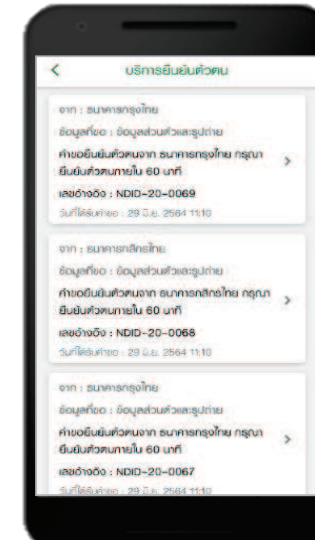 บริการยืนยันตัวตน
จาก : ธนาคารกรุงไทย
ข้อมูลที่ขอ : ข้อมูลส่วนตัวและรูปถ่าย
คำขอยืนยันตัวตนจาก ธนาคารกรุงไทย กรุณา
ยืนยันตัวตนภายใน 60 นาที
เลขอ้างอิง : NDID-20-0069
วันที่ได้รับคำขอ : 29 มิ.ย. 2564 11:10
จาก : ธนาคารกสิกรไทย
ข้อมูลที่ขอ : ข้อมูลส่วนตัวและรูปถ่าย
คำขอยืนยันตัวตนจาก ธนาคารกสิกรไทย กรุณา
ยืนยันตัวตนภายใน 60 นาที
เลขอ้างอิง : NDID-20-0068
วันที่ได้รับคำขอ : 29 มิ.ย. 2564 11:10
จาก : ธนาคารกรุงไทย
ข้อมูลที่ขอ : ข้อมูลส่วนตัวและรูปถ่าย
คำขอยืนยันตัวตนจาก ธนาคารกรุงไทย กรุณา
ยืนยันตัวตนภายใน 60 นาที
เลขอ้างอิง : NDID-20-0067
วันที่ได้รับคำขอ : 29 มิ.ย. 2564 11:10